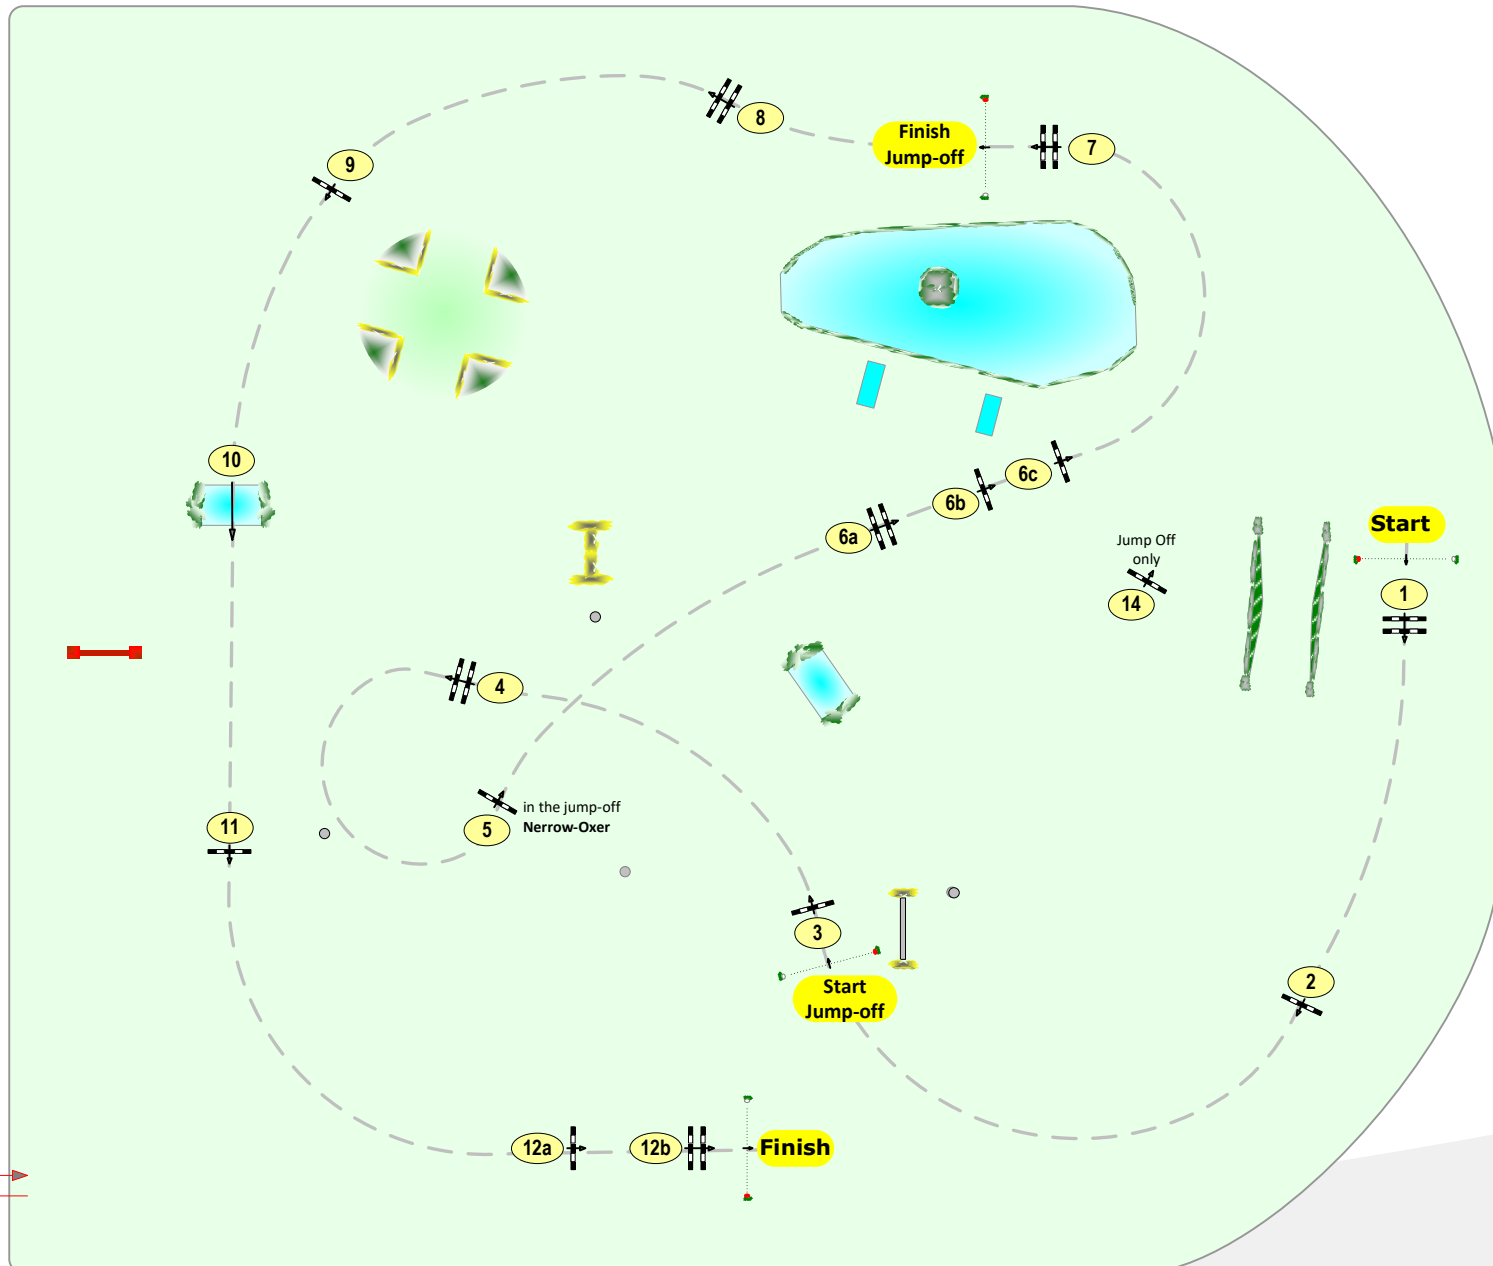 8
Finish
Jump-off
7
9
10
6c
6b
6a
Start
Jump Off
only
14
1
4
in the jump-off
Nerrow-Oxer
5
11
3
2
Start
Jump-off
12a
12b
Finish